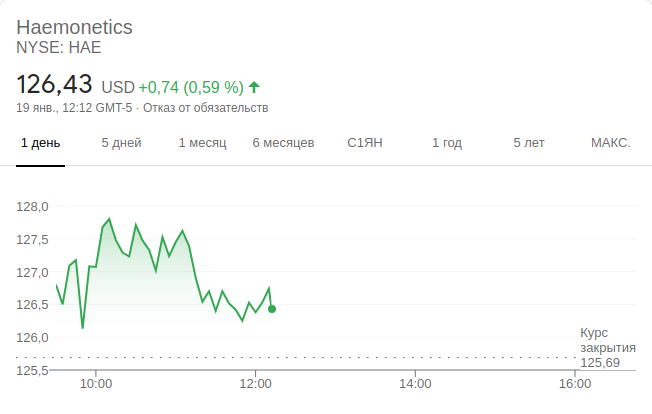 Haemonetics
NYSE: HAE
126,43 USD +0,74 (0,59 %)
19 янв., 12:12 GMT-5 · Отказ от обязательств
1 день 5 дней 1 месяц 6 месяцев С1ЯН 1 год 5 лет МАКС.
128,0
127,5
127,0
126,5
126,0
125,5
Курс
закрытия
125,69
10:00 12:00 14:00 16:00